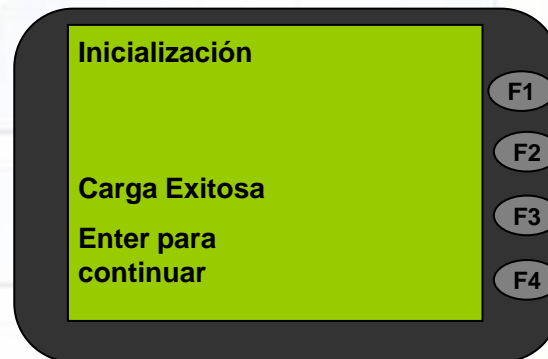 Inicialización
F1
F2
Carga Exitosa
F3
Enter para
continuar
F4